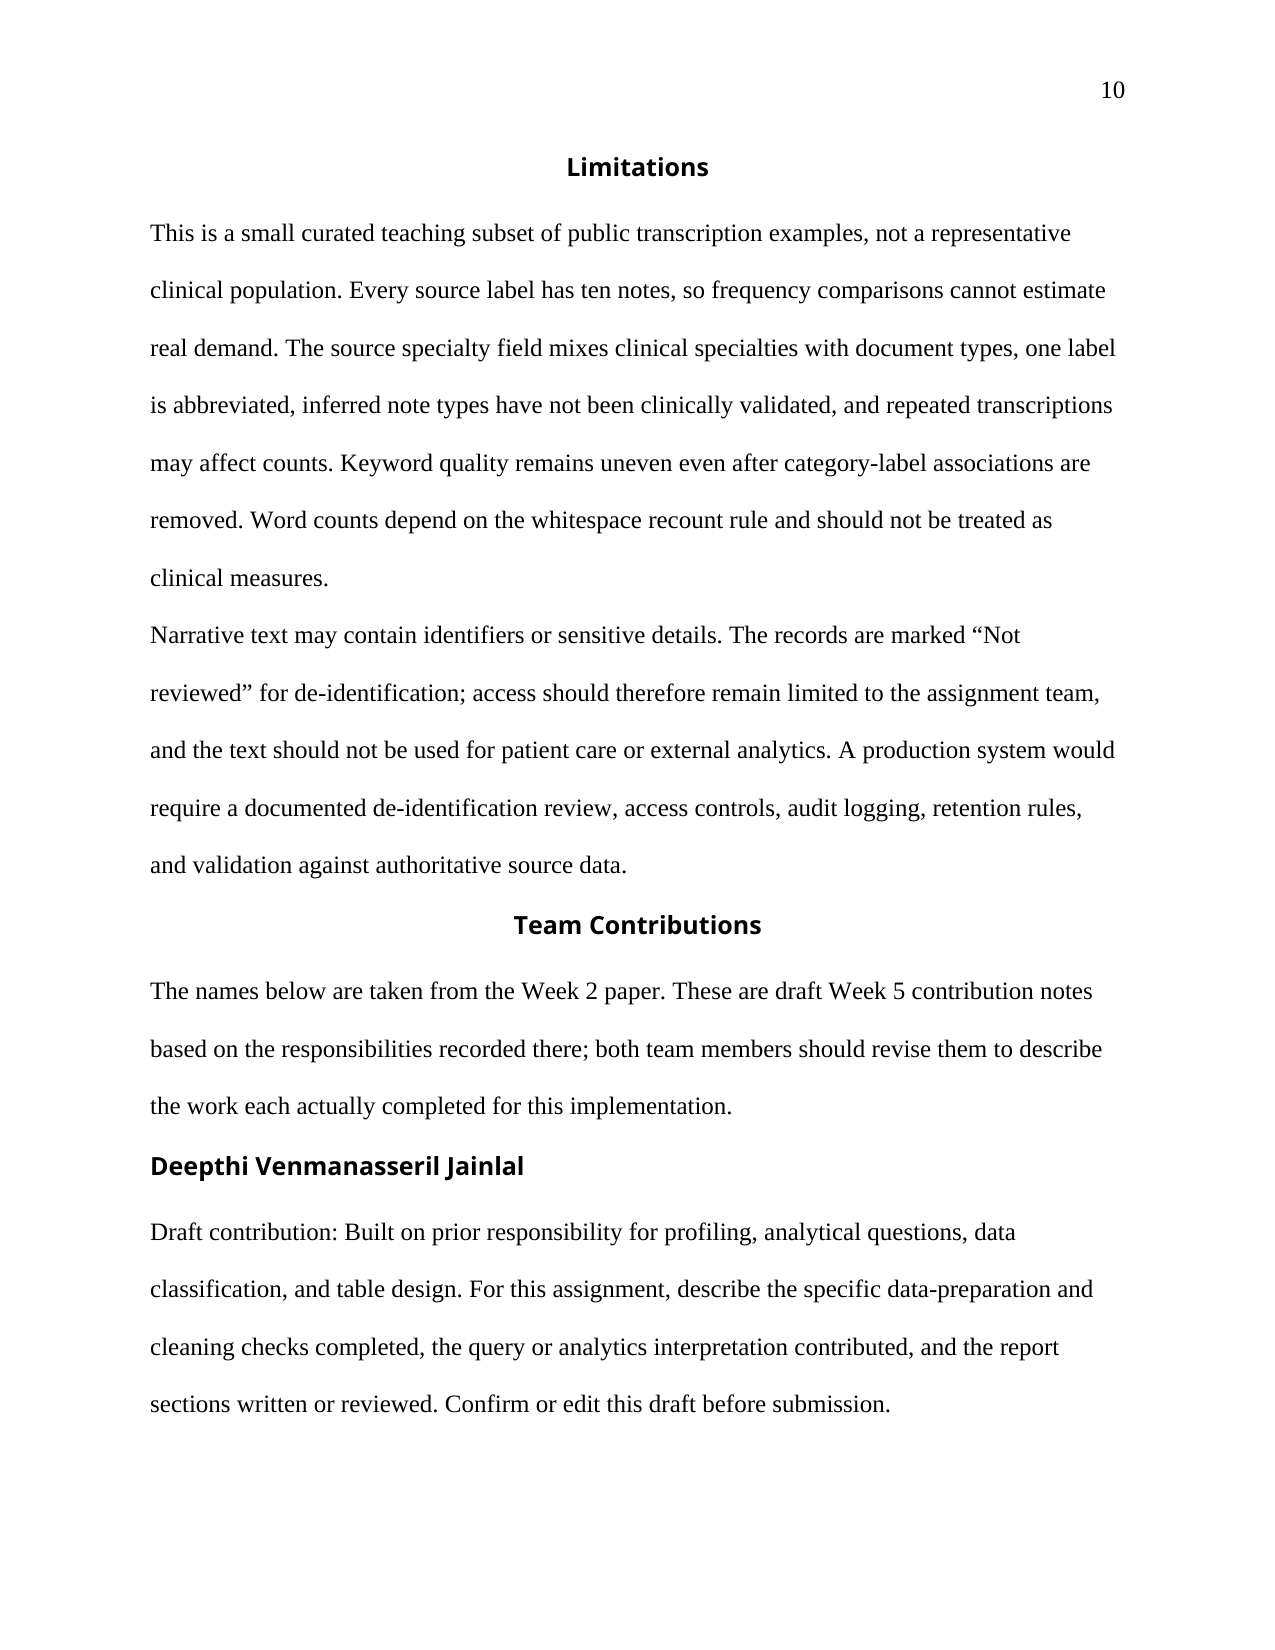 10
Limitations
This is a small curated teaching subset of public transcription examples, not a representative
clinical population. Every source label has ten notes, so frequency comparisons cannot estimate
real demand. The source specialty field mixes clinical specialties with document types, one label
is abbreviated, inferred note types have not been clinically validated, and repeated transcriptions
may affect counts. Keyword quality remains uneven even after category-label associations are
removed. Word counts depend on the whitespace recount rule and should not be treated as
clinical measures.
Narrative text may contain identifiers or sensitive details. The records are marked “Not
reviewed” for de-identification; access should therefore remain limited to the assignment team,
and the text should not be used for patient care or external analytics. A production system would
require a documented de-identification review, access controls, audit logging, retention rules,
and validation against authoritative source data.
Team Contributions
The names below are taken from the Week 2 paper. These are draft Week 5 contribution notes
based on the responsibilities recorded there; both team members should revise them to describe
the work each actually completed for this implementation.
Deepthi Venmanasseril Jainlal
Draft contribution: Built on prior responsibility for profiling, analytical questions, data
classification, and table design. For this assignment, describe the specific data-preparation and
cleaning checks completed, the query or analytics interpretation contributed, and the report
sections written or reviewed. Confirm or edit this draft before submission.